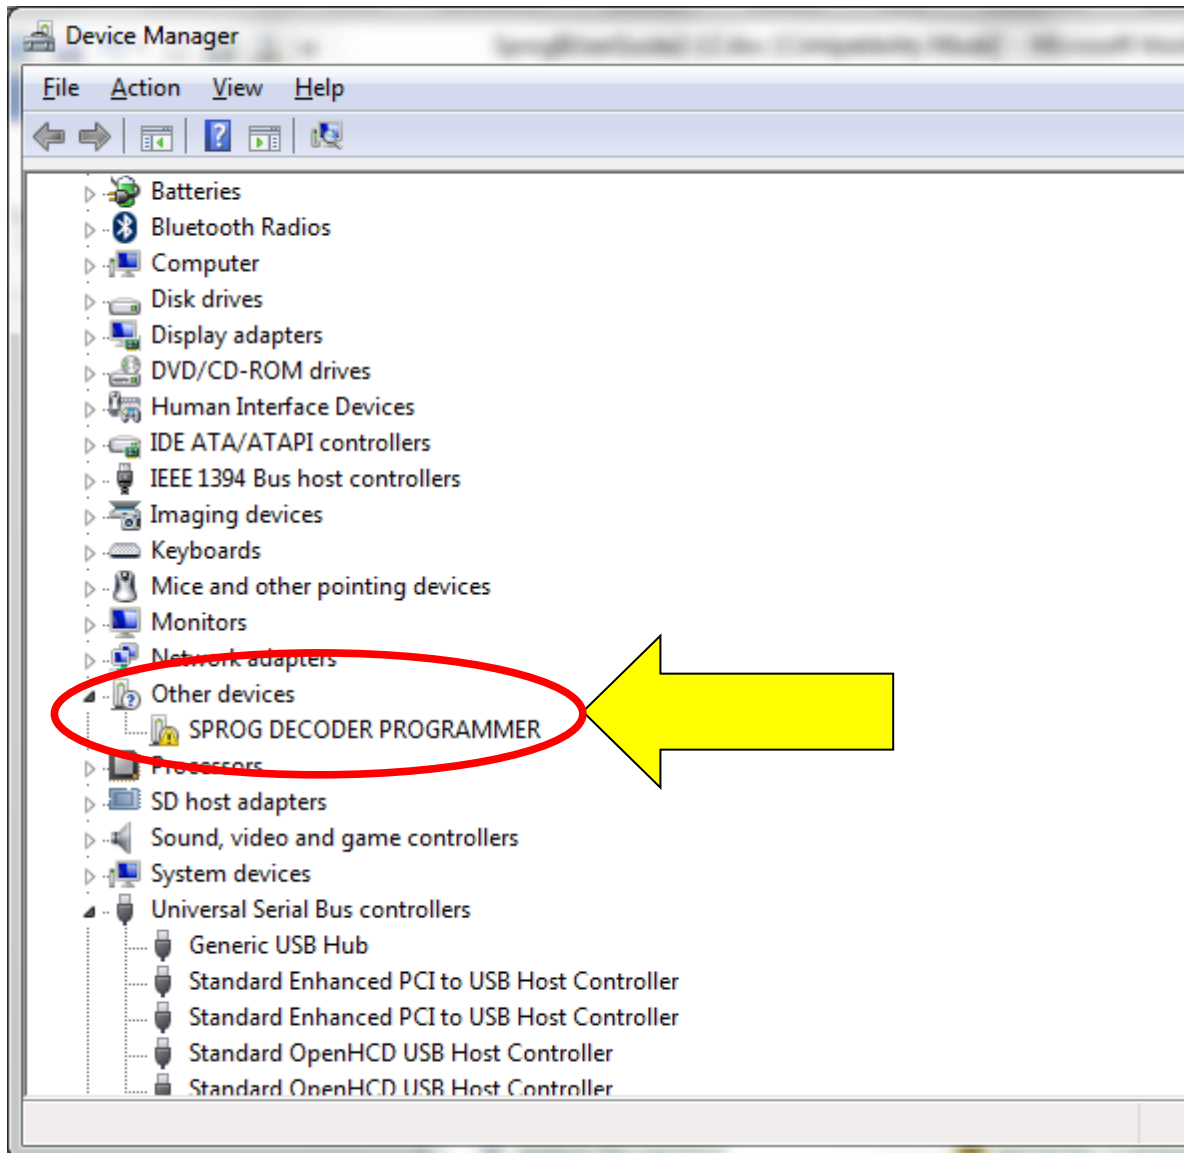 Device Manager
File Action View Help
Batteries
Bluetooth Radios
Computer
Disk drives
Display adapters
DVD/CD-ROM drives
Human Interface Devices
IDE ATA/ATAPI controllers
IEEE 1394 Bus host controllers
Imaging devices
Keyboards
Mice and other pointing devices
Monitors
Network adapters
Other devices
SPROG DECODER PROGRAMMER
Processors
SD host adapters
Sound, video and game controllers
System devices
Universal Serial Bus controllers
Generic USB Hub
Standard Enhanced PCI to USB Host Controller
Standard Enhanced PCI to USB Host Controller
Standard OpenHCD USB Host Controller
Standard OpenHCD USB Host Controller